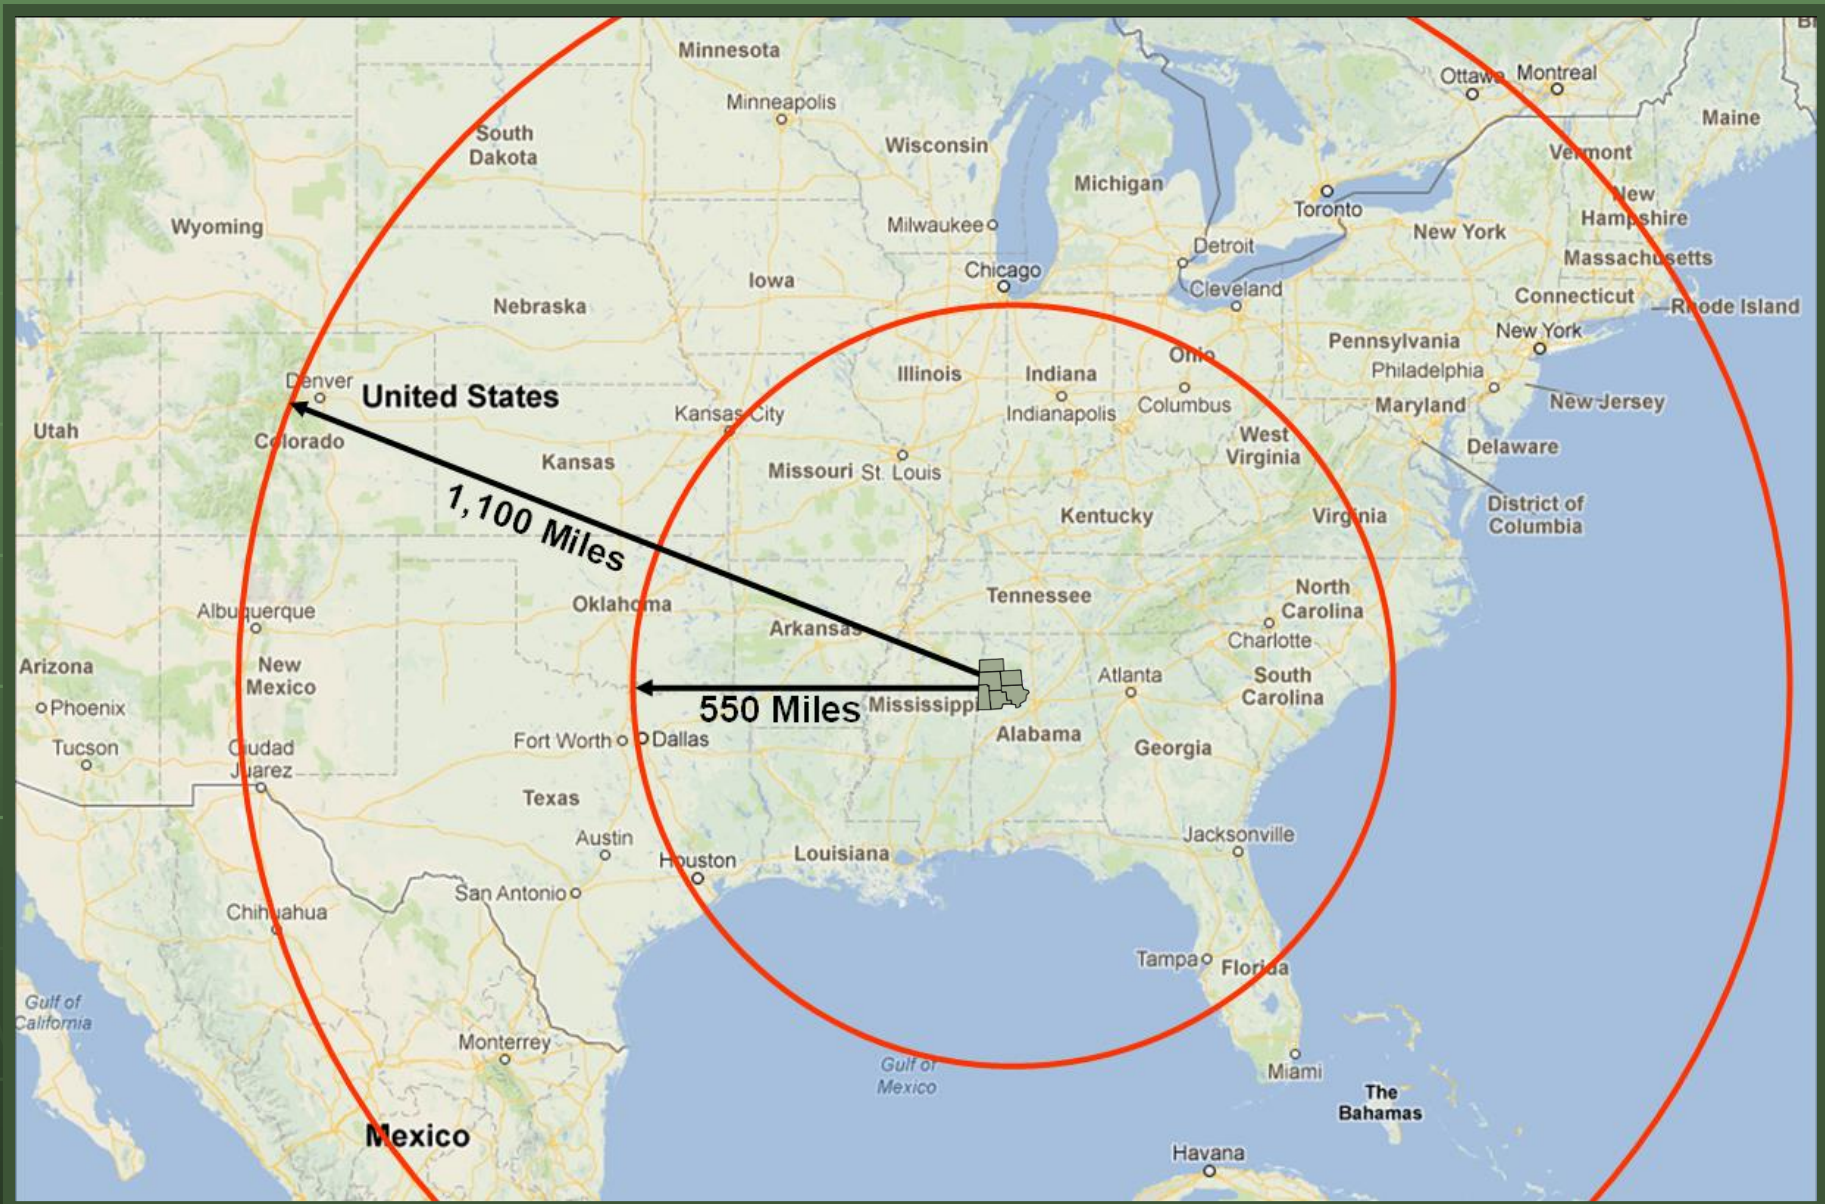 Minnesota
Ottawa
Montreal
Minneapolis
Maine
South
Dakota
Wisconsin
Vermont
Michigan
Toronto
New
Hampshire
Wyoming
Milwaukee
New York
Detroit
Massachusetts
Chicago
Iowa
Cleveland
Connecticut
Nebraska
Rhode Island
New York
Pennsylvania
Ohio
Philadelphia
Denver
United States
Illinois
Indiana
Kansas City
Indianapolis
Columbus
Maryland
New Jersey
Utah
Colorado
West
Virginia
Delaware
Kansas
Missouri
St. Louis
1,100 Miles
Kentucky
Virginia
District of
Columbia
Albuquerque
Oklahoma
Tennessee
North
Carolina
Arkansas
Charlotte
Arizona
New
Mexico
Atlanta
South
Carolina
Phoenix
550 Miles
Mississippi
Tucson
Ciudad
Juarez
Fort Worth
Dallas
Alabama
Georgia
Texas
Austin
Houston
Louisiana
Jacksonville
San Antonio
Chihuahua
Tampa
Florida
Gulf of
California
Monterrey
Gulf of
Mexico
Miami
The
Bahamas
Mexico
Havana